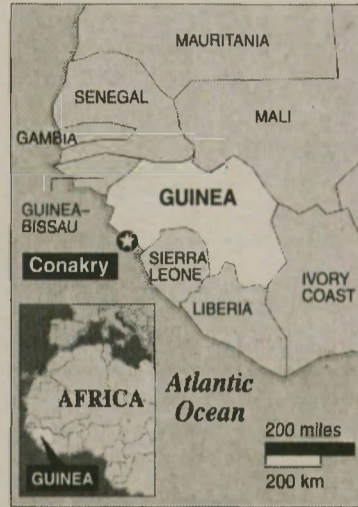 MAURITANIA
SENEGAL
MALI
GAMBIA
GUINEA-
BISSAU
GUINEA
Conakry
SIERRA
LEONE
LIBERIA
IVORY
COAST
AFRICA
GUINEA
Atlantic
Ocean
200 miles
200 km